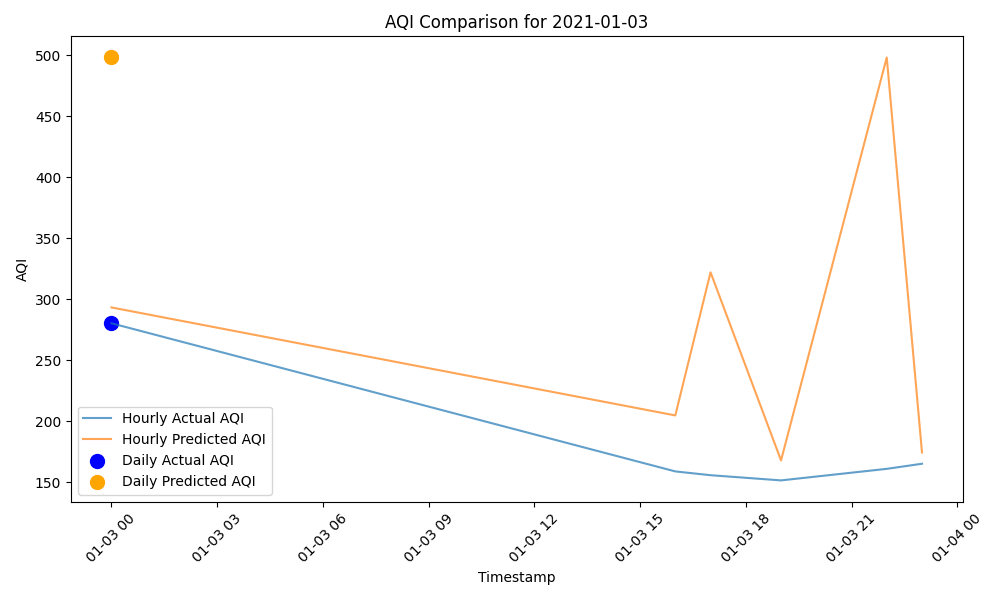 AQI Comparison for 2021-01-03
AQI
500
450
400
350
300
250
200
150
Hourly Actual AQI
Hourly Predicted AQI
Daily Actual AQI
Daily Predicted AQI
01-03 00
01-03 03
01-03 06
01-03 09
01-03 12
01-03 15
01-03 18
01-03 21
01-04 00
Timestamp